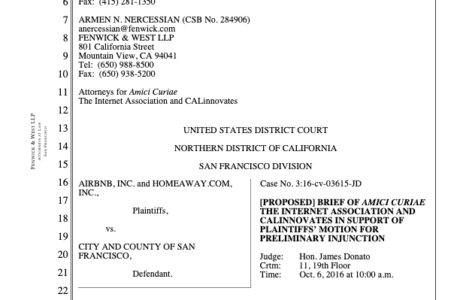 6 Fax: (415) 281-1350
7 ARMEN N. NERCESSIAN (CSB No. 284906)
anercessian@fenwick.com
8 FENWICK & WEST LLP
801 California Street
9 Mountain View, CA 94041
Tel: (650) 988-8500
10 Fax: (650) 938-5200
11 Attorneys for Amici Curiae
The Internet Association and CALinnovates
12
13 UNITED STATES DISTRICT COURT
14 NORTHERN DISTRICT OF CALIFORNIA
15 SAN FRANCISCO DIVISION
16 AIRBNB, INC. and HOMEAWAY.COM, INC.,
17 Plaintiffs,
18 vs.
19 CITY AND COUNTY OF SAN
20 FRANCISCO,
21 Defendant.
22
Case No. 3:16-cv-03615-JD
[PROPOSED] BRIEF OF AMICI CURIAE
THE INTERNET ASSOCIATION AND
CALINNOVATES IN SUPPORT OF
PLAINTIFFS' MOTION FOR
PRELIMINARY INJUNCTION
Judge: Hon. James Donato
Crtm: 11, 19th Floor
Time: Oct. 6, 2016 at 10:00 a.m.
FENWICK & WEST LLP
ATTORNEYS AT LAW
SAN FRANCISCO